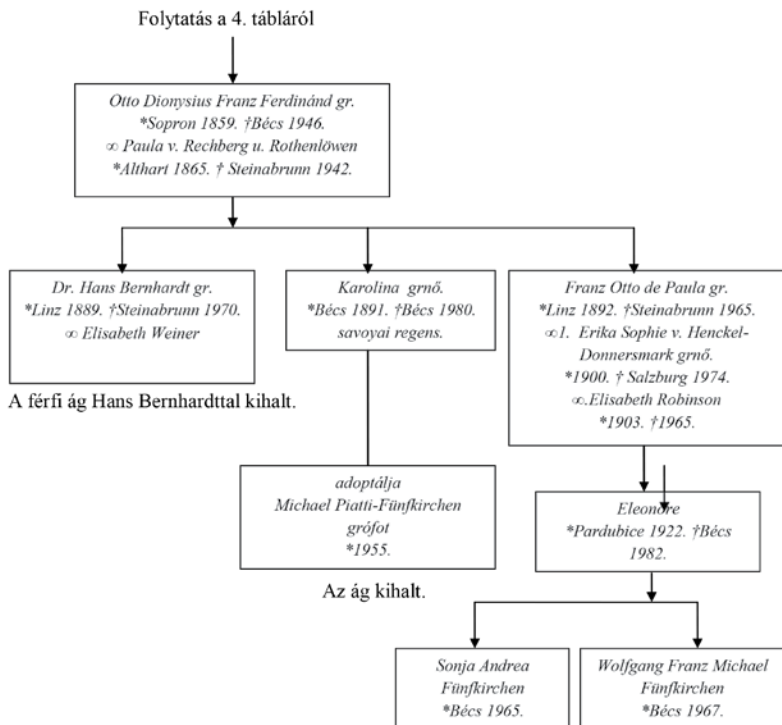 Folytatás a 4. tábláról
Otto Dionysius Franz Ferdinánd gr.
*Sopron 1859. †Bécs 1946.
∞ Paula v. Rechberg u. Rothenlöwen
*Althart 1865. † Steinabrunn 1942.
Dr. Hans Bernhardt gr.
*Linz 1889. †Steinabrunn 1970.
∞ Elisabeth Weiner
A férfi ág Hans Bernhardttal kihalt.
Karolina grnő.
*Bécs 1891. †Bécs 1980.
savoyai regens.
Franz Otto de Paula gr.
*Linz 1892. †Steinabrunn 1965.
∞1. Erika Sophie v. Henckel-
Donnersmark grnő.
*1900. † Salzburg 1974.
∞.Elisabeth Robinson
*1903. †1965.
adoptálja
Michael Piatti-Fünfkirchen
grófot
*1955.
Az ág kihalt.
Eleonore
*Pardubice 1922. †Bécs
1982.
Sonja Andrea
Fünfkirchen
*Bécs 1965.
Wolfgang Franz Michael
Fünfkirchen
*Bécs 1967.